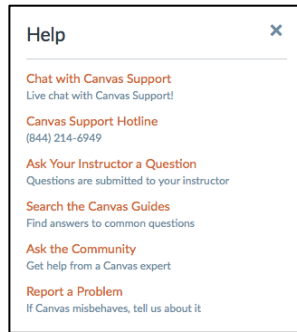 Help
Chat with Canvas Support
Live chat with Canvas Support!
Canvas Support Hotline
(844) 214-6949
Ask Your Instructor a Question
Questions are submitted to your instructor
Search the Canvas Guides
Find answers to common questions
Ask the Community
Get help from a Canvas expert
Report a Problem
If Canvas misbehaves, tell us about it